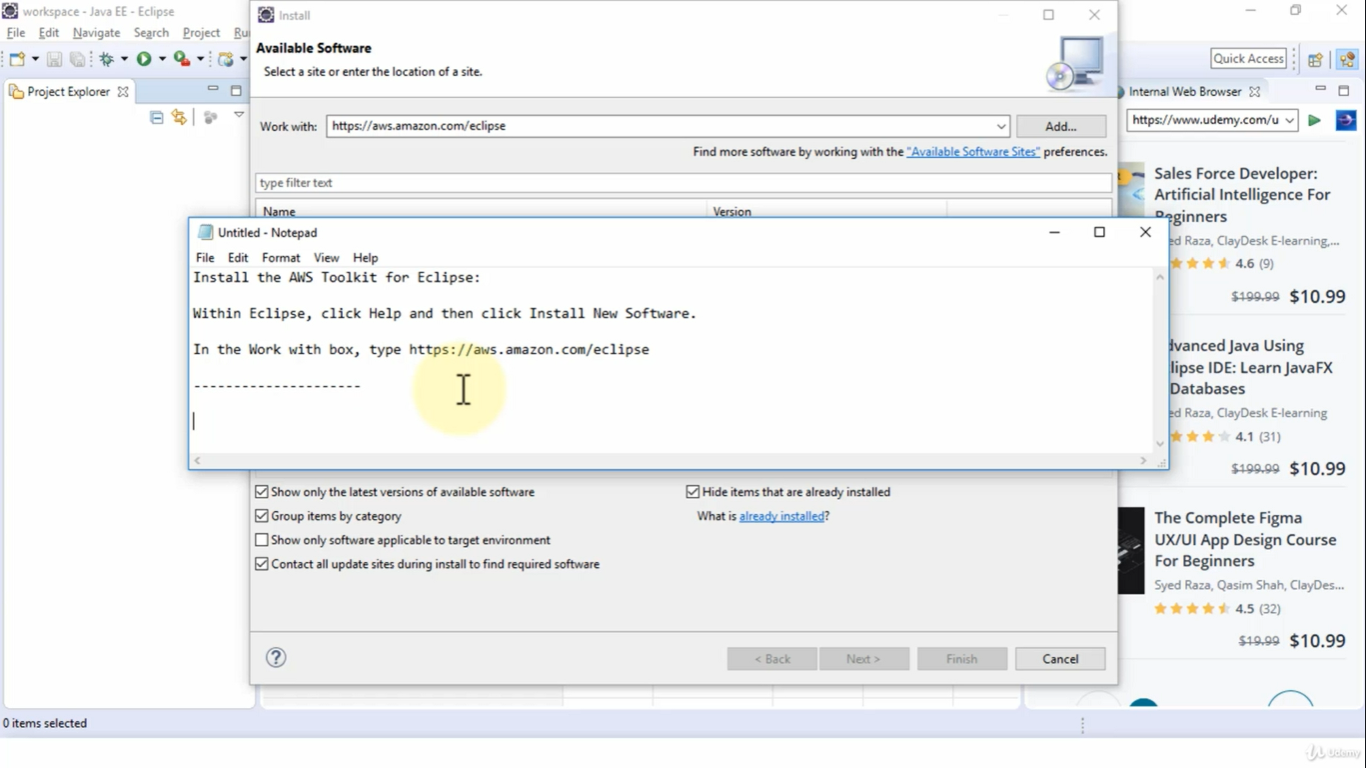 workspace - Java EE - Eclipse
File Edit Navigate Search Project Ru
Quick Access
Project Explorer
Install
Available Software
Select a site or enter the location of a site.
Work with: https://aws.amazon.com/eclipse Add...
Find more software by working with the "Available Software Sites" preferences.
type filter text
Name Version
Untitled - Notepad
File Edit Format View Help
Install the AWS Toolkit for Eclipse:
Within Eclipse, click Help and then click Install New Software.
In the Work with box, type https://aws.amazon.com/eclipse
---------------------
Show only the latest versions of available software
Hide items that are already installed
Group items by category
What is already installed?
Show only software applicable to target environment
Contact all update sites during install to find required software
< Back Next > Finish Cancel
Internal Web Browser
https://www.udemy.com/u
Sales Force Developer:
Artificial Intelligence For
Beginners
ed Raza, ClayDesk E-learning,...
4.6 (9)
$199.99 $10.99
dvanced Java Using
lipse IDE: Learn JavaFX
Databases
ed Raza, ClayDesk E-learning
4.1 (31)
$199.99 $10.99
The Complete Figma
UX/UI App Design Course
For Beginners
Syed Raza, Qasim Shah, ClayDes...
4.5 (32)
$19.99 $10.99
0 items selected
Udemy